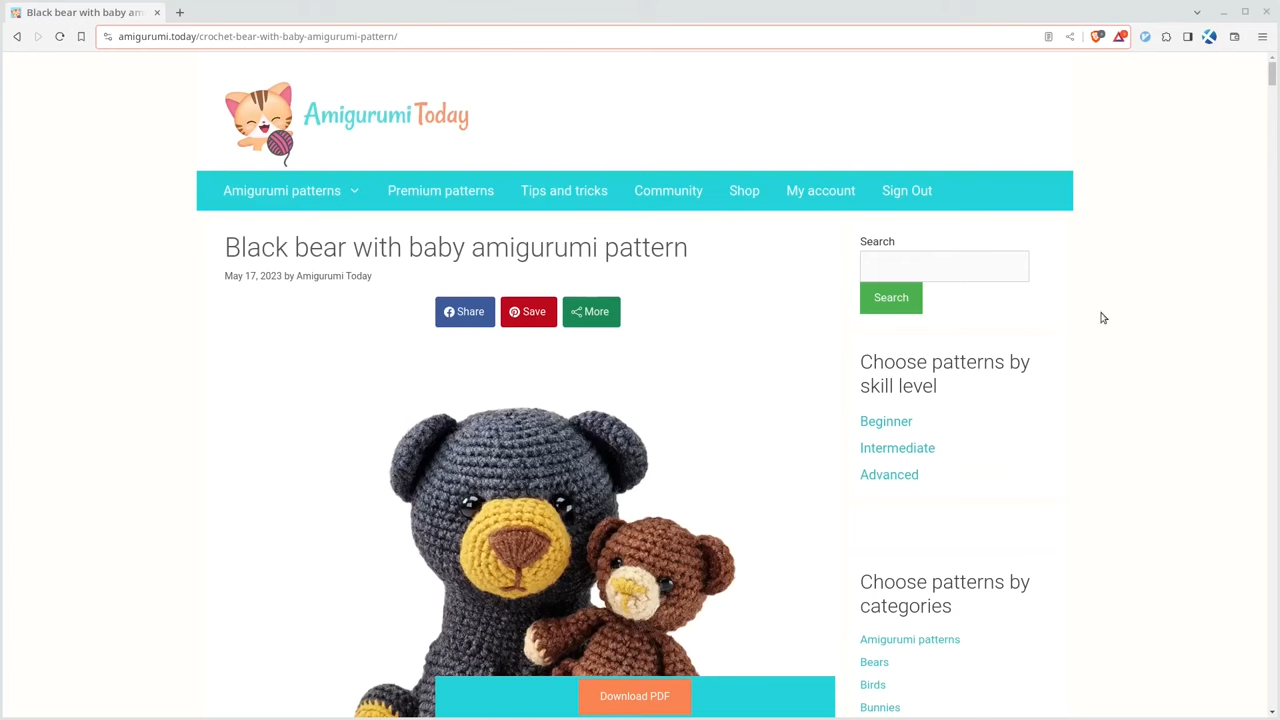 Black bear with baby am
amigurumi.today/crochet-bear-with-baby-amigurumi-pattern/
Amigurumi Today
Amigurumi patterns
Premium patterns
Tips and tricks
Community
Shop
My account
Sign Out
Black bear with baby amigurumi pattern
May 17, 2023 by Amigurumi Today
Share
Save
More
Download PDF
Search
Search
Choose patterns by
skill level
Beginner
Intermediate
Advanced
Choose patterns by
categories
Amigurumi patterns
Bears
Birds
Bunnies